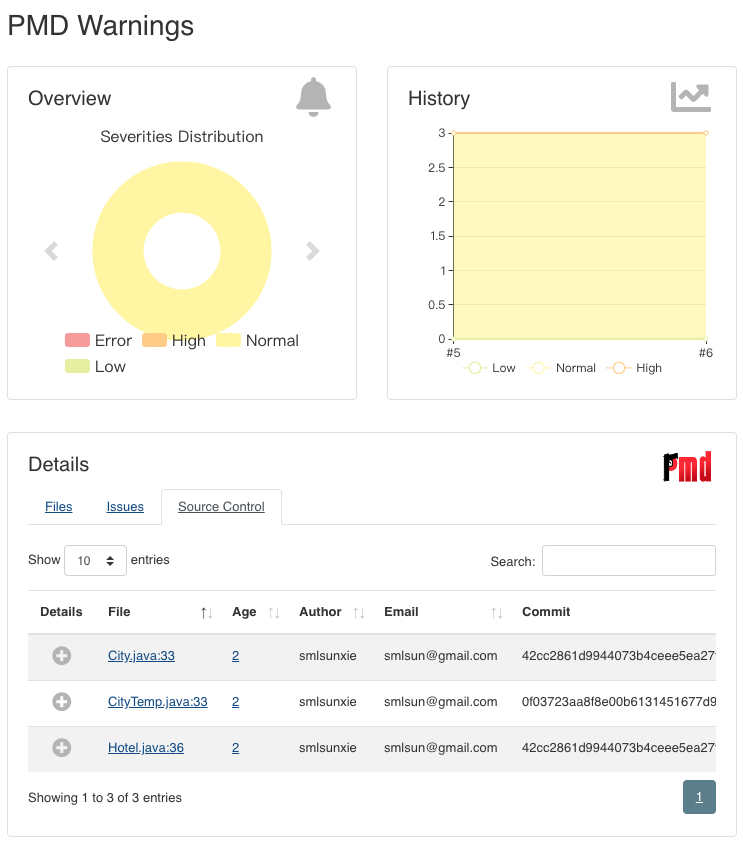 PMD Warnings
Overview
Severities Distribution
Error High Normal
Low
History
3
2.5
2
1.5
1
0.5
0
#5 #6
Low Normal High
Details
pmd
Files Issues Source Control
Show 10 entries Search:
Details File Age Author Email Commit
City.java:33 2 smlsunxie smlsun@gmail.com 42cc2861d9944073b4ceee5ea27
CityTemp.java:33 2 smlsunxie smlsun@gmail.com 0f03723aa8f8e00b6131451677d9
Hotel.java:36 2 smlsunxie smlsun@gmail.com 42cc2861d9944073b4ceee5ea27
Showing 1 to 3 of 3 entries 1